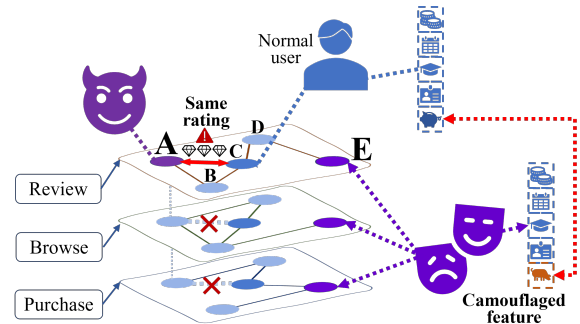 Normal
user
Same
rating
A
B
C
D
E
Review
Browse
Purchase
Camouflaged
feature